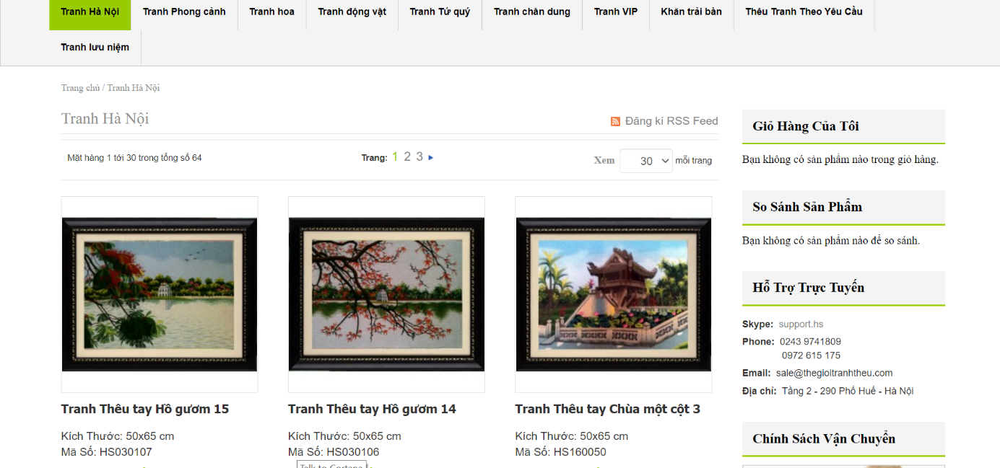 Tranh Hà Nội Tranh Phong cảnh Tranh hoa Tranh động vật Tranh Tứ quý Tranh chân dung Tranh VIP Khăn trải bàn Thêu Tranh Theo Yêu Cầu
Tranh lưu niệm
Trang chủ / Tranh Hà Nội
Tranh Hà Nội
Đăng kí RSS Feed
Mặt hàng 1 tới 30 trong tổng số 64
Trang: 1 2 3
Xem 30 mỗi trang
Tranh Thêu tay Hồ gươm 15
Kích Thước: 50x65 cm
Mã Số: HS030107
Tranh Thêu tay Hồ gươm 14
Kích Thước: 50x65 cm
Mã Số: HS030106
Talk to Cortana
Tranh Thêu tay Chùa một cột 3
Kích Thước: 50x65 cm
Mã Số: HS160050
Giỏ Hàng Của Tôi
Bạn không có sản phẩm nào trong giỏ hàng.
So Sánh Sản Phẩm
Bạn không có sản phẩm nào để so sánh.
Hỗ Trợ Trực Tuyến
Skype: support.hs
Phone: 0243 9741809
0972 615 175
Email: sale@thegioitranhtheu.com
Địa chỉ: Tầng 2 - 290 Phố Huế - Hà Nội
Chính Sách Vận Chuyển